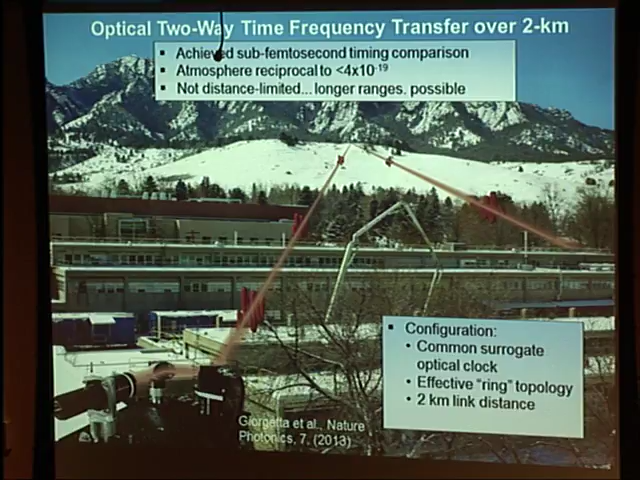 Optical Two-Way Time Frequency Transfer over 2-km
▪ Achieved sub-femtosecond timing comparison
▪ Atmosphere reciprocal to <4x10⁻¹⁹
▪ Not distance-limited... longer ranges. possible
▪ Configuration:
• Common surrogate
optical clock
• Effective "ring" topology
• 2 km link distance
Giorgetta et al., Nature
Photonics, 7, (2013)